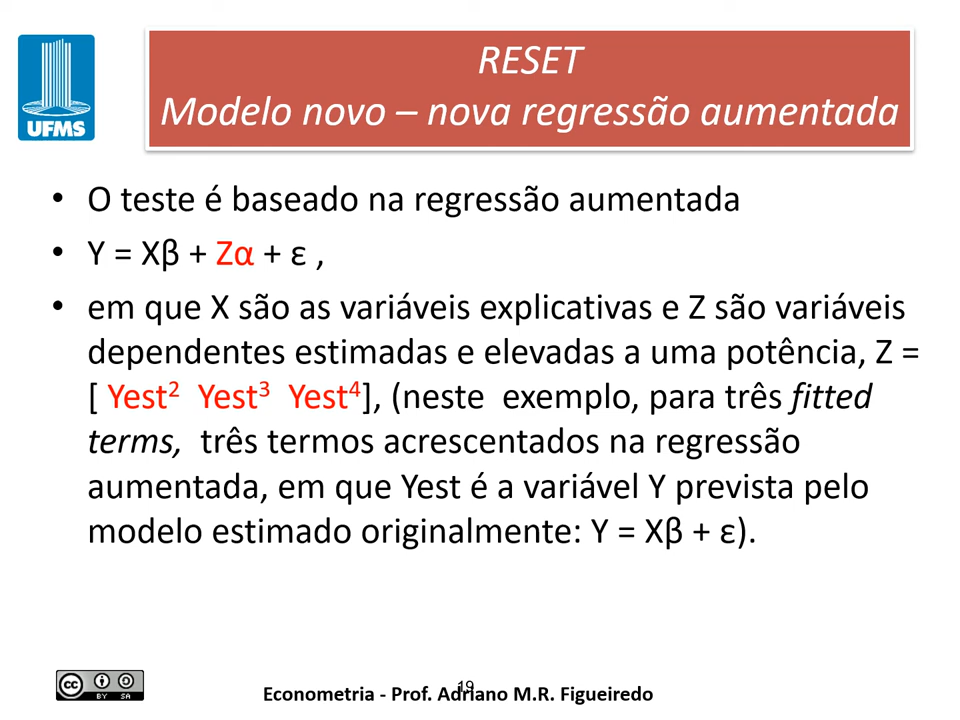 UFMS
RESET
Modelo novo – nova regressão aumentada
• O teste é baseado na regressão aumentada
• Y = Xβ + Zα + ε ,
• em que X são as variáveis explicativas e Z são variáveis
dependentes estimadas e elevadas a uma potência, Z =
[ Yest² Yest³ Yest⁴], (neste exemplo, para três fitted
terms, três termos acrescentados na regressão
aumentada, em que Yest é a variável Y prevista pelo
modelo estimado originalmente: Y = Xβ + ε).
cc BY SA
Econometria - Prof. Adriano M.R. Figueiredo
19